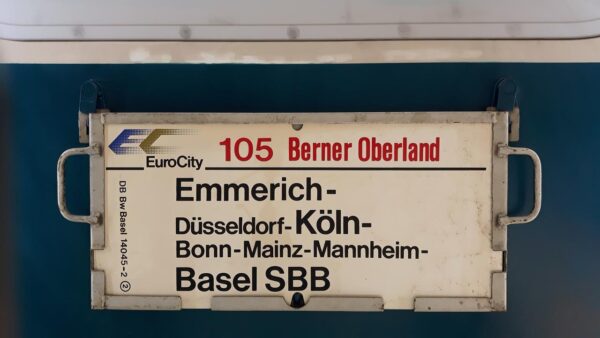 EC
EuroCity
105 Berner Oberland
Emmerich-
Düsseldorf-Köln-
Bonn-Mainz-Mannheim-
Basel SBB
DB Bw Basel 14045-2 ②